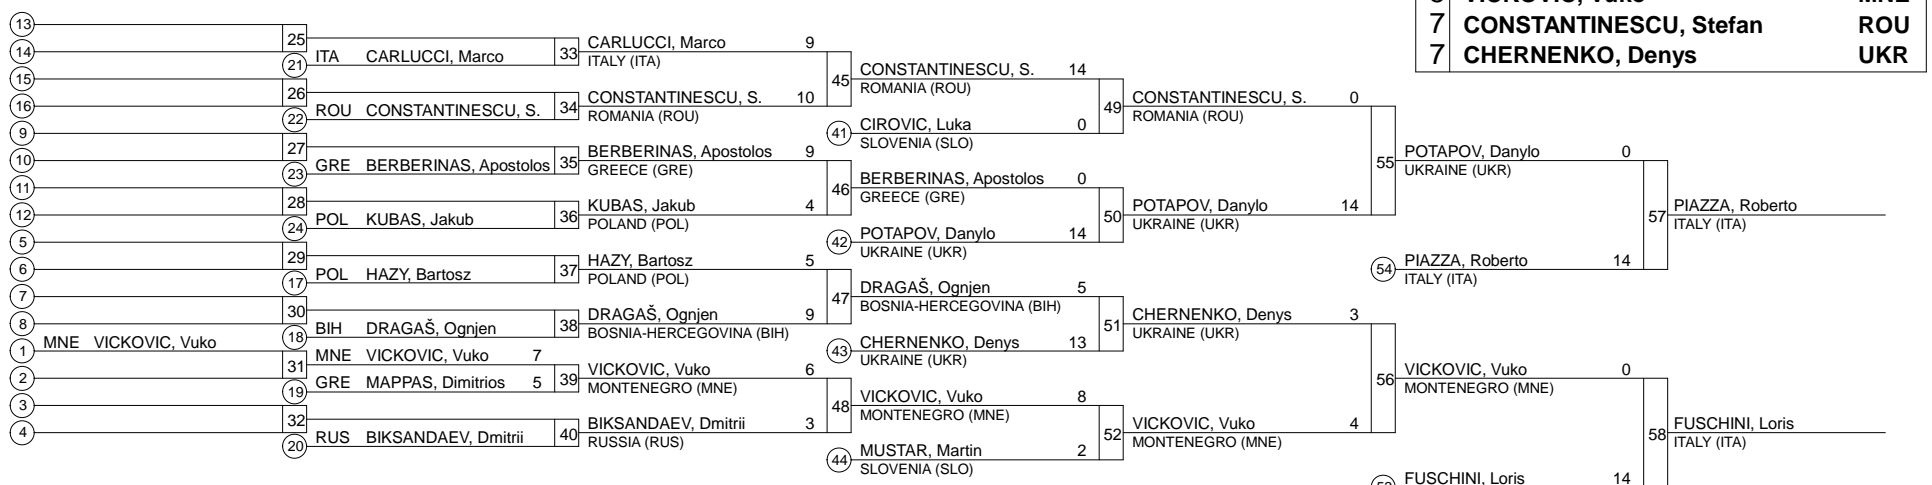 VICKOVIC, Vuko MNE
7 CONSTANTINESCU, Stefan ROU
7 CHERNENKO, Denys UKR
13
14
15
16
9
10
11
12
5
6
7
8
1 MNE VICKOVIC, Vuko
2
3
4
25
21 ITA CARLUCCI, Marco
26
22 ROU CONSTANTINESCU, S.
27
23 GRE BERBERINAS, Apostolos
28
24 POL KUBAS, Jakub
29
17 POL HAZY, Bartosz
30
18 BIH DRAGAŠ, Ognjen
MNE VICKOVIC, Vuko 7
31
19 GRE MAPPAS, Dimitrios 5
32
20 RUS BIKSANDAEV, Dmitrii
33 CARLUCCI, Marco 9
ITALY (ITA)
34 CONSTANTINESCU, S. 10
ROMANIA (ROU)
35 BERBERINAS, Apostolos 9
GREECE (GRE)
36 KUBAS, Jakub 4
POLAND (POL)
37 HAZY, Bartosz 5
POLAND (POL)
38 DRAGAŠ, Ognjen 9
BOSNIA-HERCEGOVINA (BIH)
39 VICKOVIC, Vuko 6
MONTENEGRO (MNE)
40 BIKSANDAEV, Dmitrii 3
RUSSIA (RUS)
45 CONSTANTINESCU, S. 14
ROMANIA (ROU)
41 CIROVIC, Luka 0
SLOVENIA (SLO)
46 BERBERINAS, Apostolos 0
GREECE (GRE)
42 POTAPOV, Danylo 14
UKRAINE (UKR)
47 DRAGAŠ, Ognjen 5
BOSNIA-HERCEGOVINA (BIH)
43 CHERNENKO, Denys 13
UKRAINE (UKR)
48 VICKOVIC, Vuko 8
MONTENEGRO (MNE)
44 MUSTAR, Martin 2
SLOVENIA (SLO)
49 CONSTANTINESCU, S. 0
ROMANIA (ROU)
50 POTAPOV, Danylo 14
UKRAINE (UKR)
51 CHERNENKO, Denys 3
UKRAINE (UKR)
52 VICKOVIC, Vuko 4
MONTENEGRO (MNE)
55 POTAPOV, Danylo 0
UKRAINE (UKR)
54 PIAZZA, Roberto 14
ITALY (ITA)
56 VICKOVIC, Vuko 0
MONTENEGRO (MNE)
FUSCHINI, Loris 14
57 PIAZZA, Roberto
ITALY (ITA)
58 FUSCHINI, Loris
ITALY (ITA)